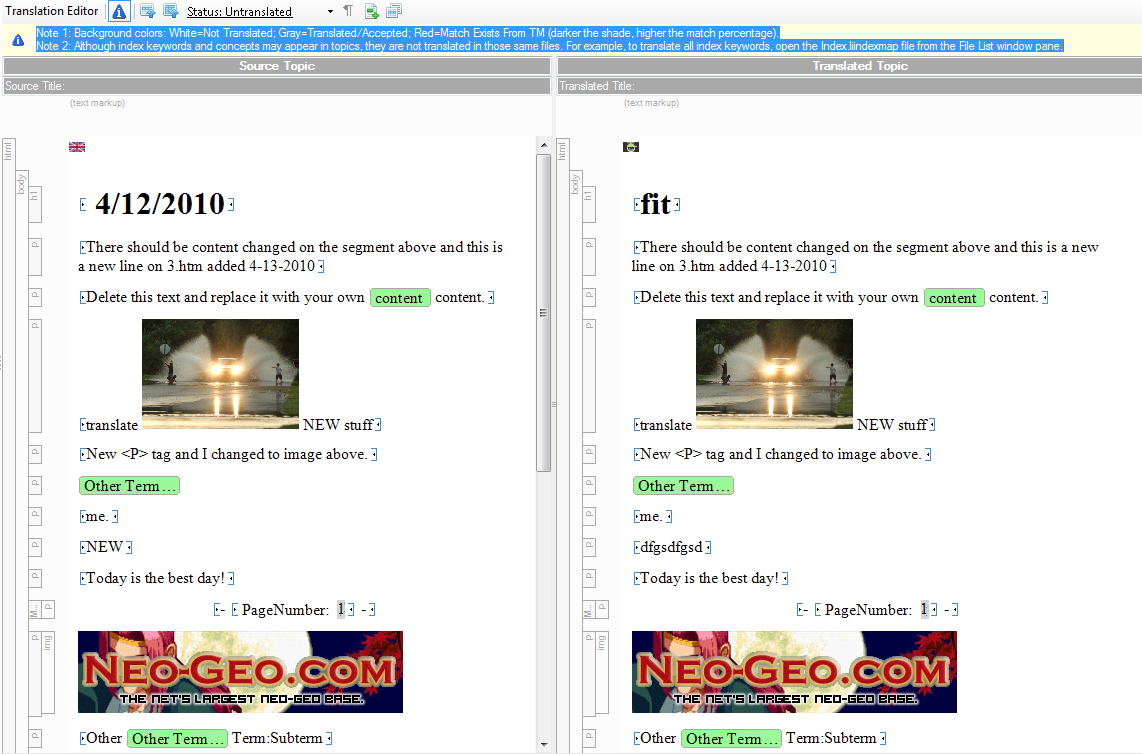 Translation Editor Status: Untranslated
Note 1: Background colors: White=Not Translated; Gray=Translated/Accepted; Red=Match Exists From TM (darker the shade, higher the match percentage).
Note 2: Although index keywords and concepts may appear in topics, they are not translated in those same files. For example, to translate all index keywords, open the Index.liindexmap file from the File List window pane.
Source Topic
Source Title:
(text markup)
html
body
h1
4/12/2010
p
There should be content changed on the segment above and this is
a new line on 3.htm added 4-13-2010
p
Delete this text and replace it with your own content content.
p
translate NEW stuff
p
New <P> tag and I changed to image above.
p
Other Term...
p
me.
p
NEW
p
Today is the best day!
M... p
- PageNumber: 1 -
p img
NEO-GEO.COM
THE NET'S LARGEST NEO-GEO BASE.
p
Other Other Term... Term:Subterm
Translated Topic
Translated Title:
(text markup)
html
body
h1
fit
p
There should be content changed on the segment above and this is a new
line on 3.htm added 4-13-2010
p
Delete this text and replace it with your own content content.
p
translate NEW stuff
p
New <P> tag and I changed to image above.
p
Other Term...
p
me.
p
dfgsdfgsd
p
Today is the best day!
M... p
- PageNumber: 1 -
p img
NEO-GEO.COM
THE NET'S LARGEST NEO-GEO BASE.
p
Other Other Term... Term:Subterm